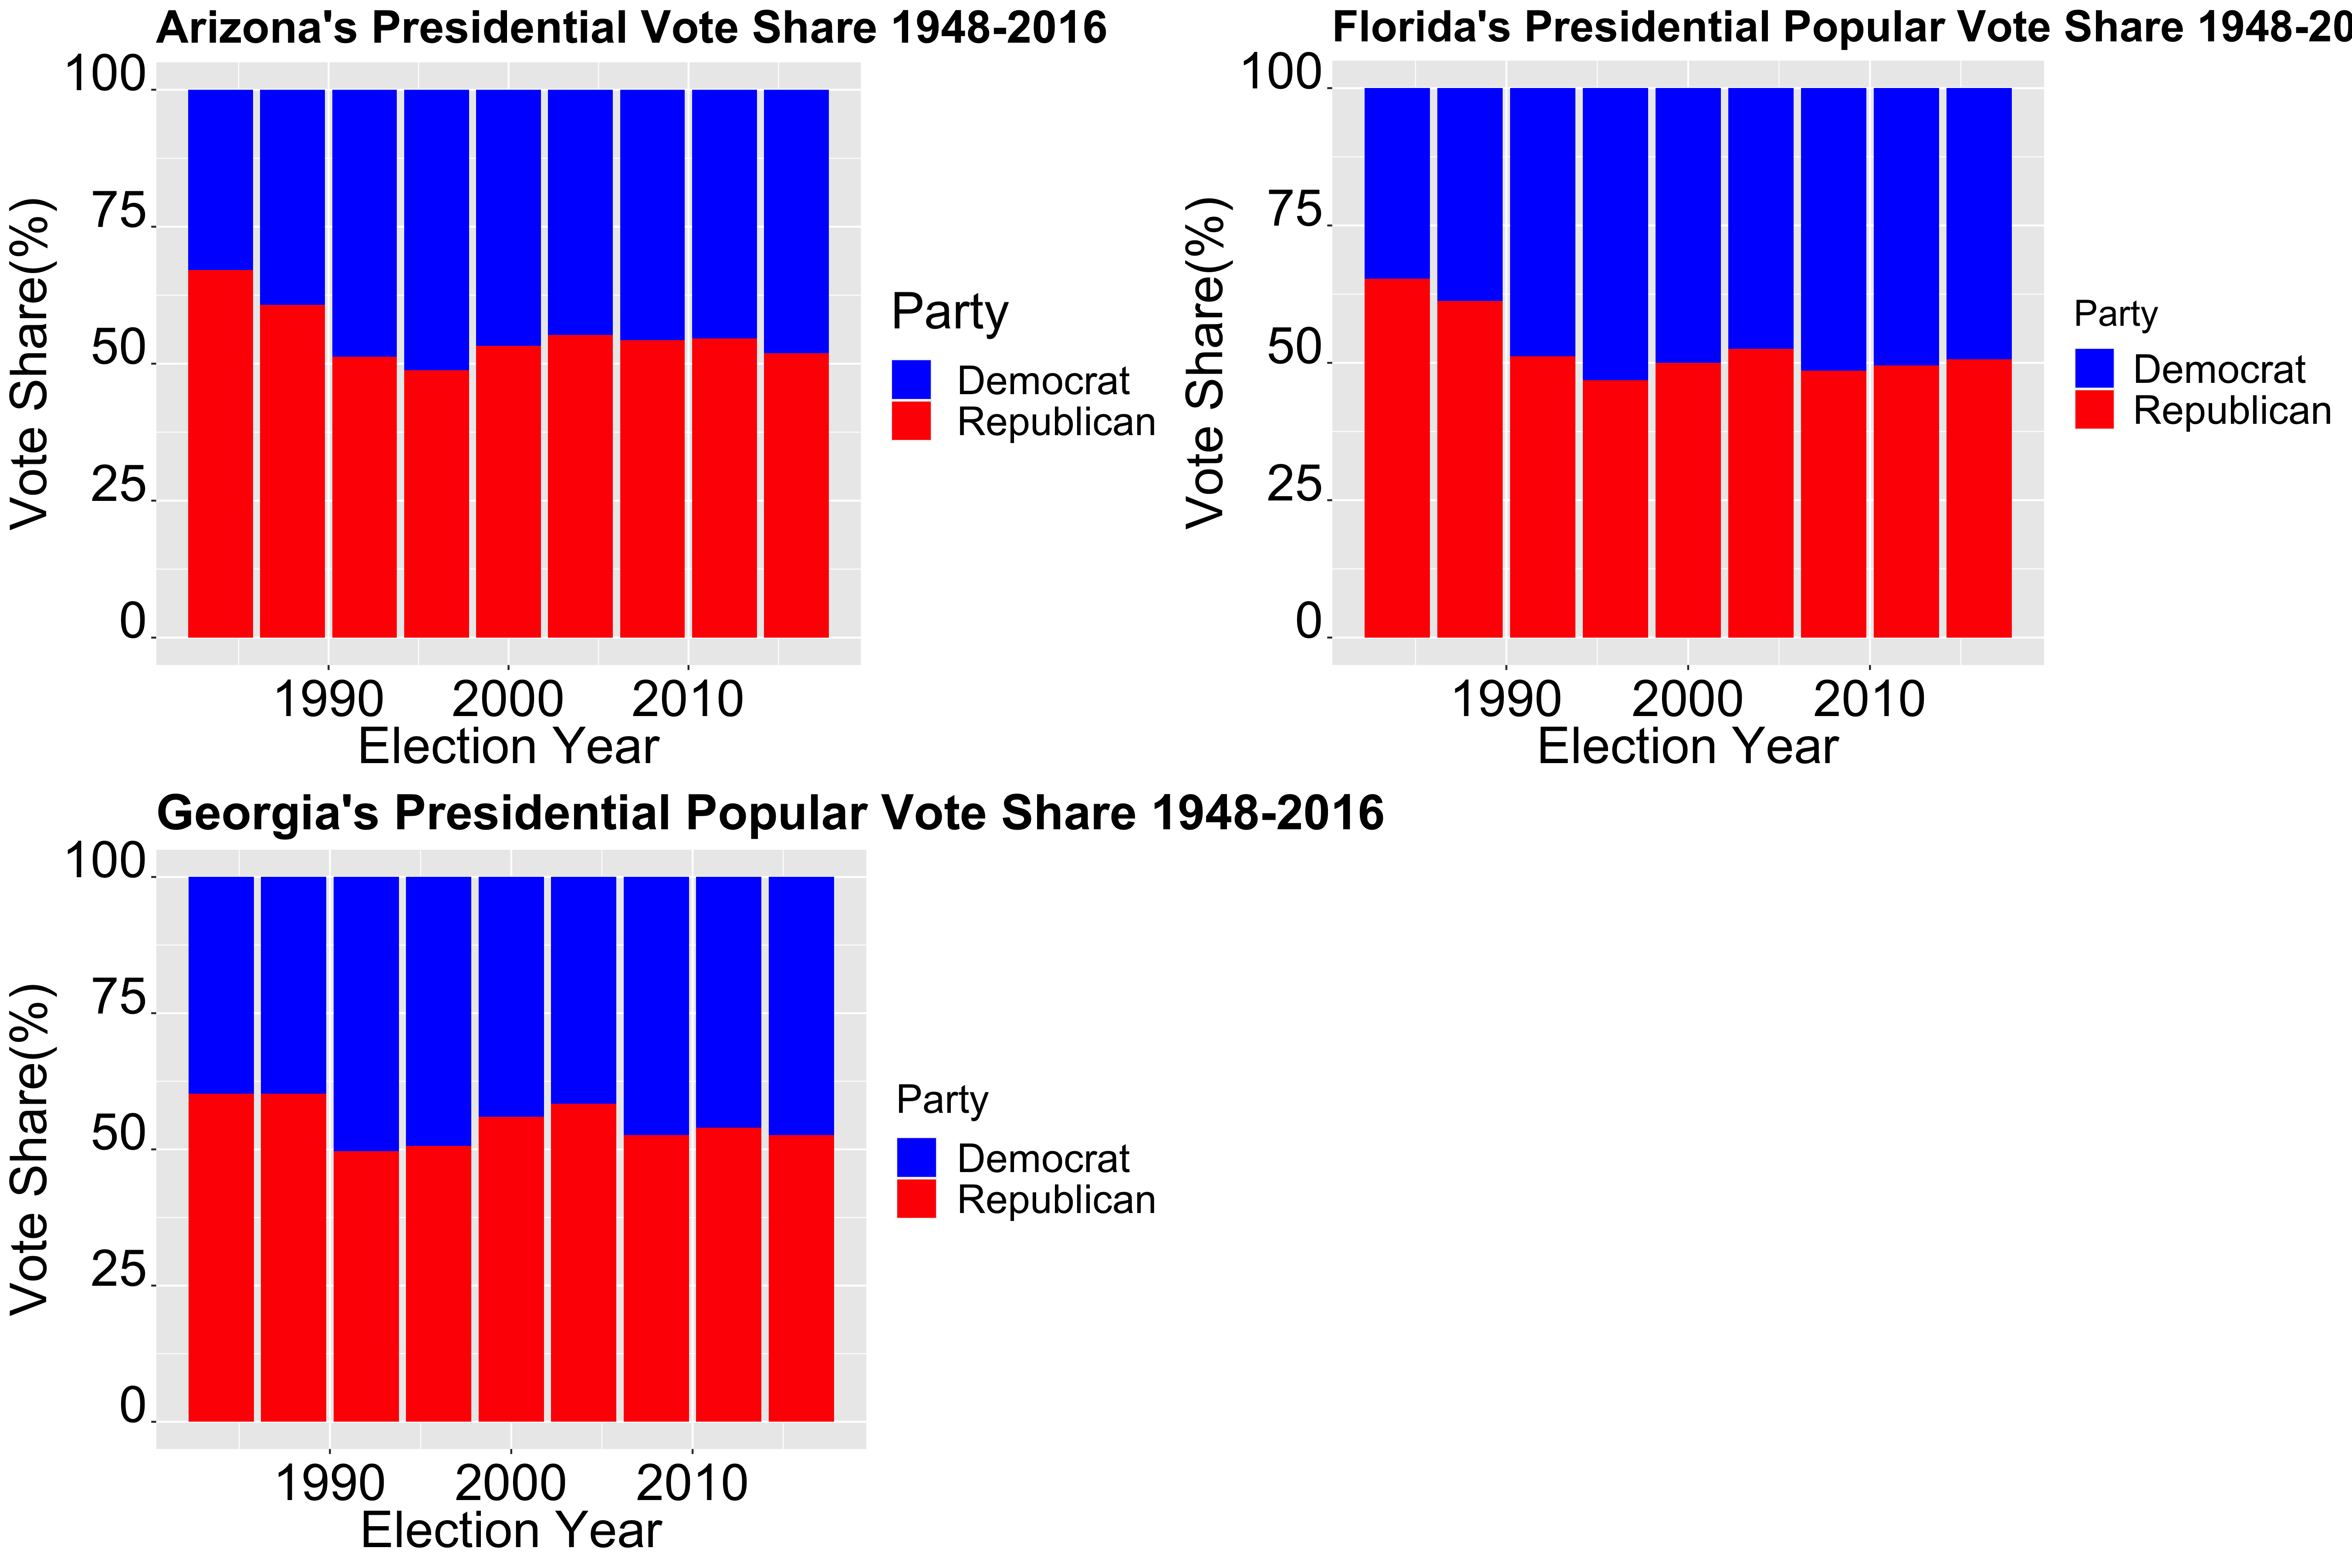 Arizona's Presidential Vote Share 1948-2016
100
75
50
25
0
Vote Share(%)
1990 2000 2010
Election Year
Party
Democrat
Republican
Florida's Presidential Popular Vote Share 1948-20
100
75
50
25
0
Vote Share(%)
1990 2000 2010
Election Year
Party
Democrat
Republican
Georgia's Presidential Popular Vote Share 1948-2016
100
75
50
25
0
Vote Share(%)
1990 2000 2010
Election Year
Party
Democrat
Republican